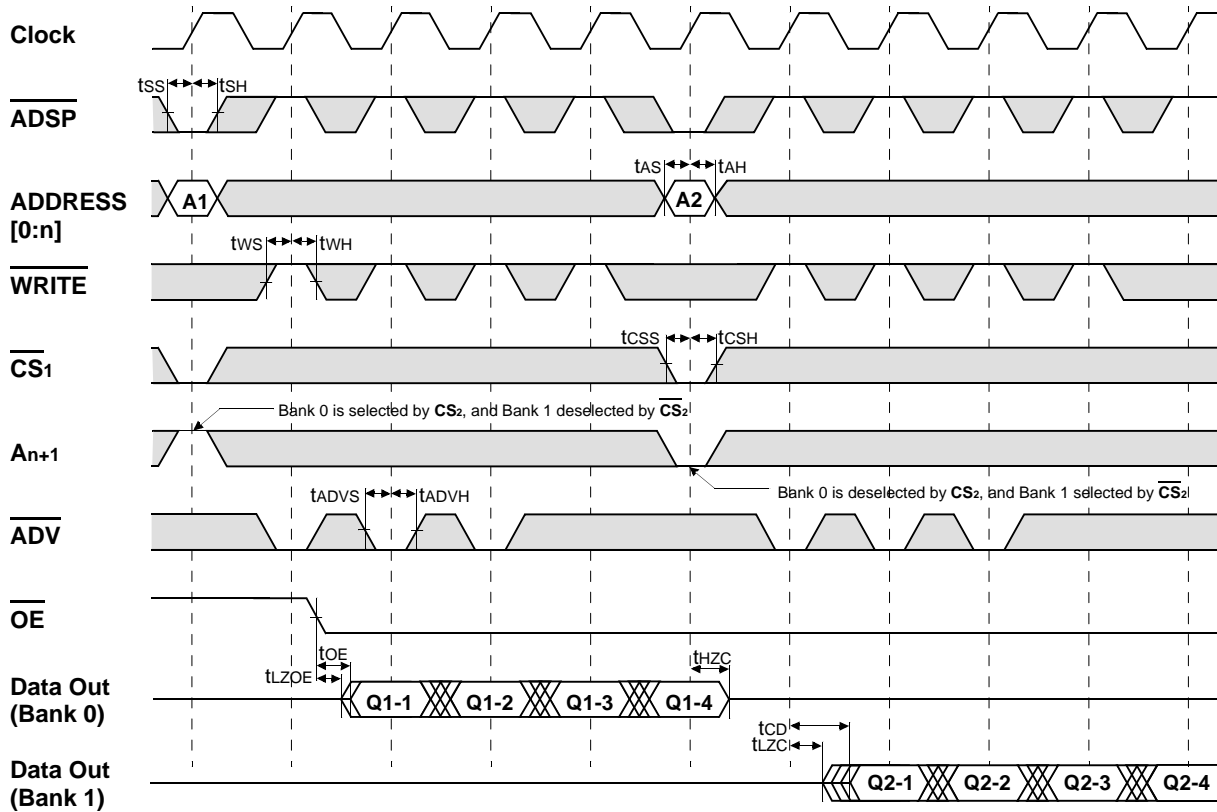 Clock
tSS tSH
ADSP
tAS tAH
ADDRESS
[0:n]
A1 A2
tWS tWH
WRITE
tCSS tCSH
CS1
Bank 0 is selected by CS2, and Bank 1 deselected by CS2
An+1
Bank 0 is deselected by CS2, and Bank 1 selected by CS2
tADVS tADVH
ADV
OE
tOE tHZC
tLZOE
Data Out
(Bank 0)
Q1-1 Q1-2 Q1-3 Q1-4
tCD
tLZC
Data Out
(Bank 1)
Q2-1 Q2-2 Q2-3 Q2-4